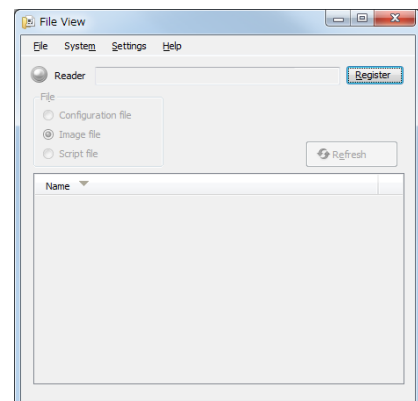 File View
File System Settings Help
Reader Register
File
Configuration file
Image file
Script file
Refresh
Name